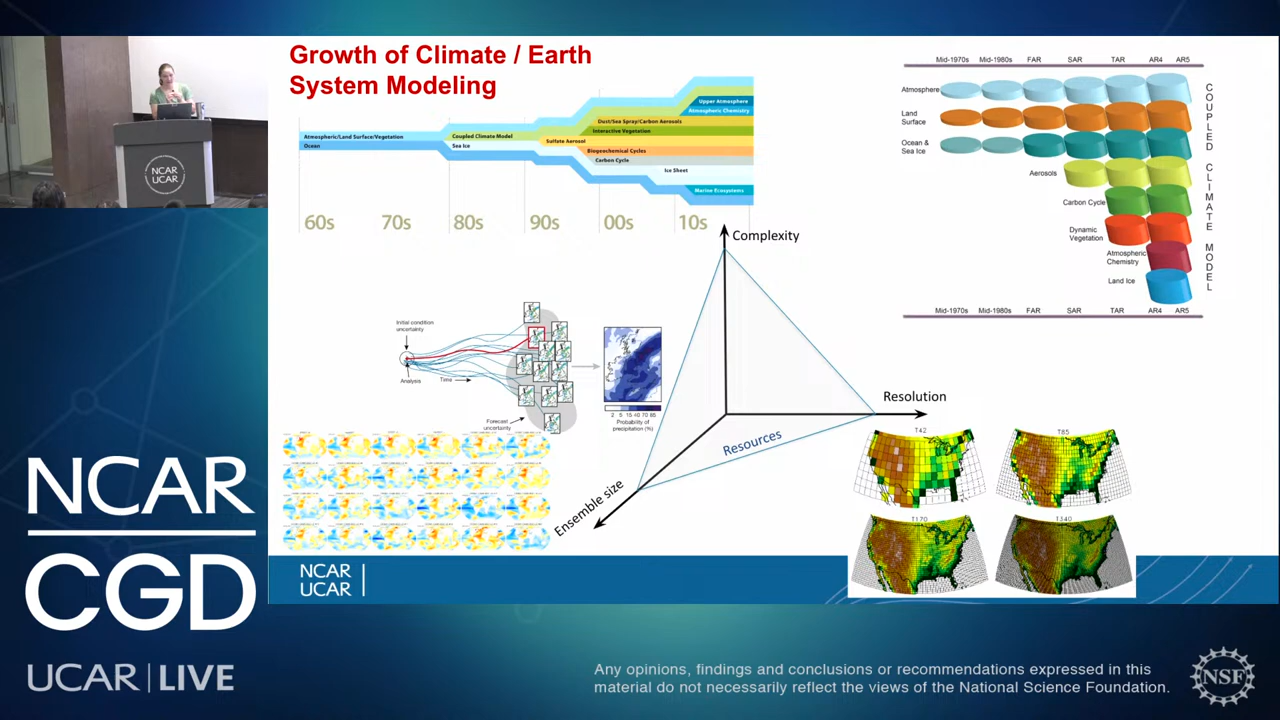 Growth of Climate / Earth
System Modeling
Atmospheric/Land Surface/Vegetation
Ocean
Coupled Climate Model
Sea Ice
Sulfate Aerosol
Dust/Sea Spray/Carbon Aerosols
Interactive Vegetation
Biogeochemical Cycles
Carbon Cycle
Upper Atmosphere
Atmospheric Chemistry
Ice Sheet
Marine Ecosystems
60s 70s 80s 90s 00s 10s
Mid-1970s Mid-1980s FAR SAR TAR AR4 AR5
Atmosphere
Land
Surface
Ocean &
Sea Ice
Aerosols
Carbon Cycle
Dynamic
Vegetation
Atmospheric
Chemistry
Land Ice
COUPLED CLIMATE MODEL
Mid-1970s Mid-1980s FAR SAR TAR AR4 AR5
Complexity
Resolution
Resources
Ensemble size
Initial condition
uncertainty
Analysis
Time
Forecast
uncertainty
2 5 15 40 70 85
Probability of
precipitation (%)
T42
T85
T170
T340
NCAR
UCAR
NCAR
UCAR
NCAR
CGD
UCAR | LIVE
Any opinions, findings and conclusions or recommendations expressed in this
material do not necessarily reflect the views of the National Science Foundation.
NSF